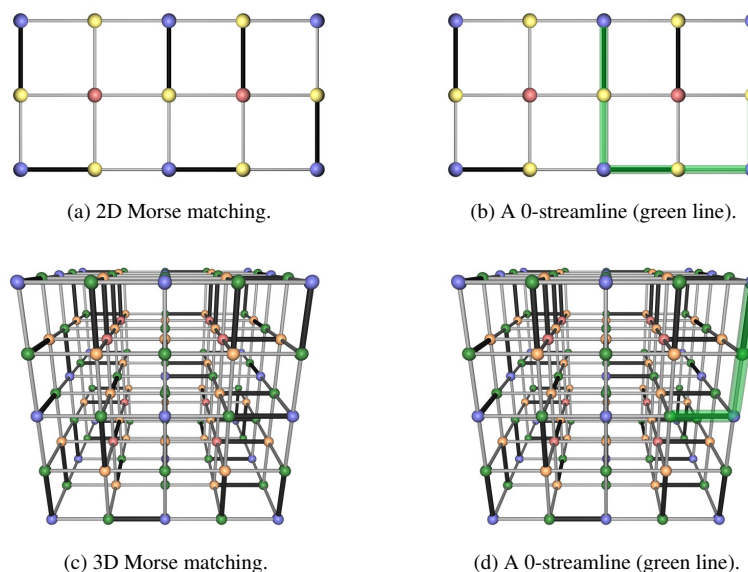 (a) 2D Morse matching.
(b) A 0-streamline (green line).
(c) 3D Morse matching.
(d) A 0-streamline (green line).